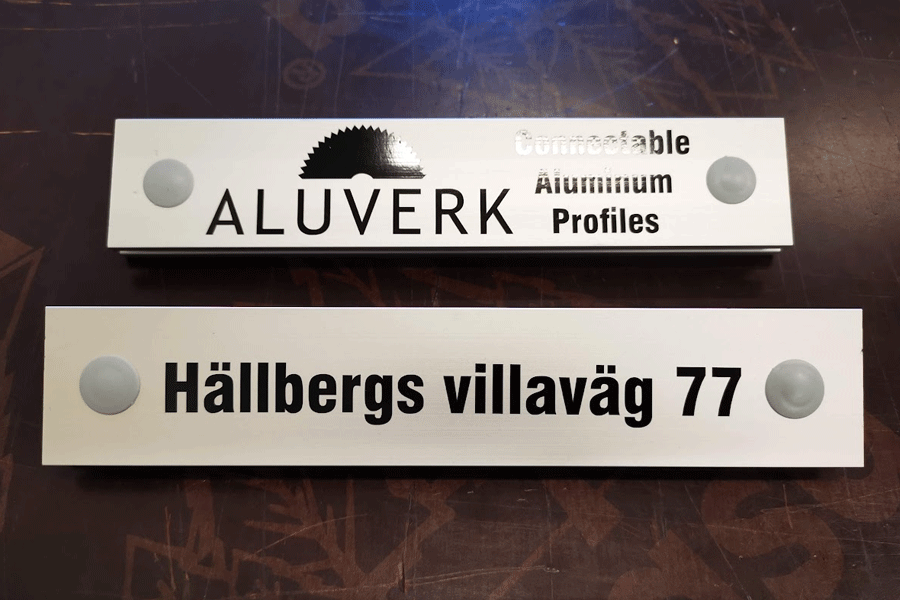 ALUVERK
Connectable
Aluminum
Profiles
Hällbergs villaväg 77